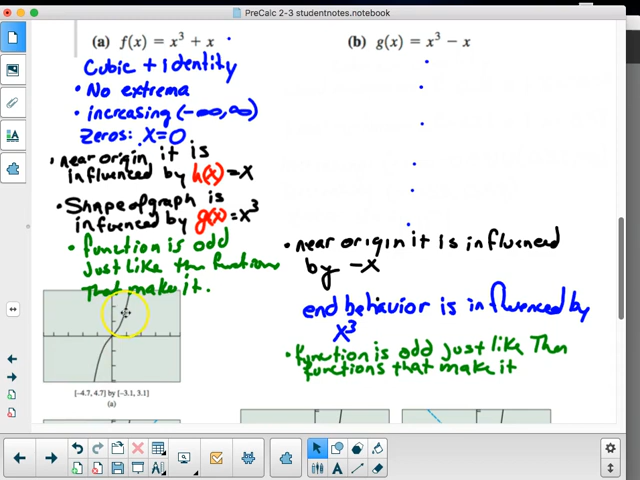 PreCalc 2-3 studentnotes.notebook
(a) f(x) = x³ + x
Cubic + identity
• No extrema
• increasing (-∞,∞)
Zeros: X=0
• near origin it is
influenced by h(x)=x
• Shape of graph is
infuenced by g(x)=x³
• function is odd
Just like the functions
that make it.
[-4.7, 4.7] by [-3.1, 3.1]
(a)
(b) g(x) = x³ − x
• near origin it is influenced
by -x
end behavior is influenced by
x³
• function is odd just like the
functions that make it